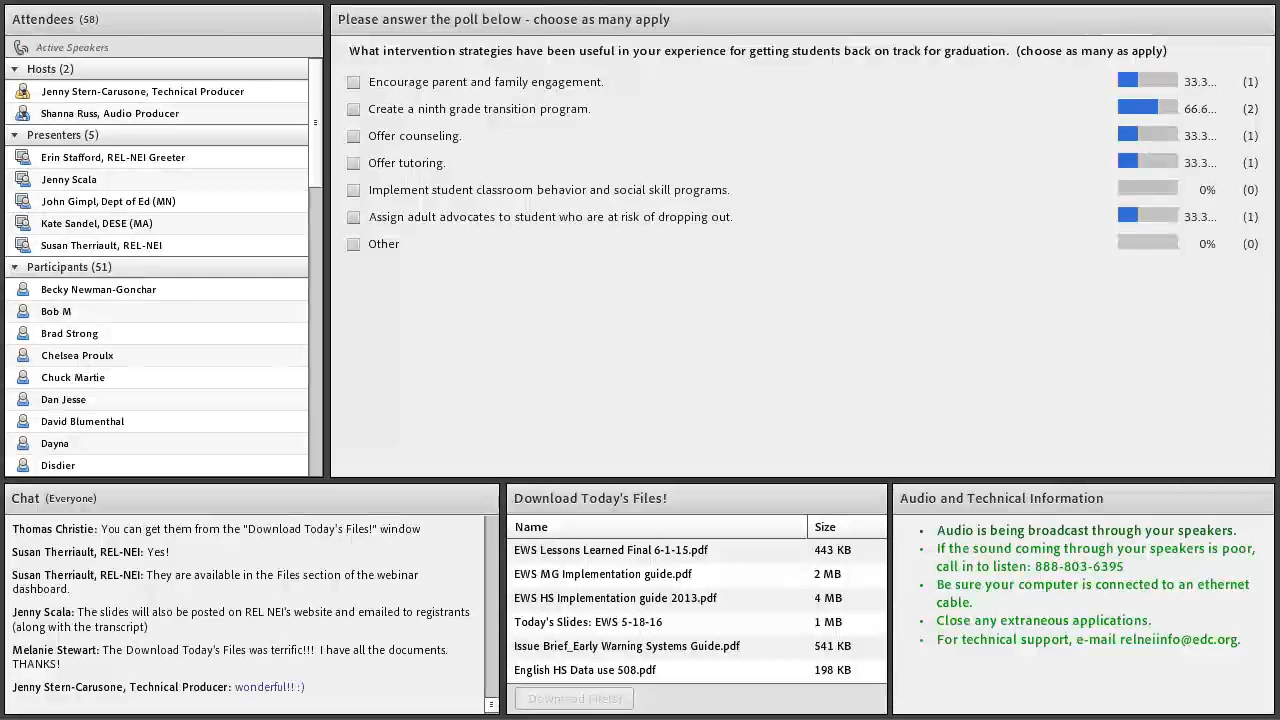 Attendees (58)
Active Speakers
Hosts (2)
Jenny Stern-Carusone, Technical Producer
Shanna Russ, Audio Producer
Presenters (5)
Erin Stafford, REL-NEI Greeter
Jenny Scala
John Gimpl, Dept of Ed (MN)
Kate Sandel, DESE (MA)
Susan Therriault, REL-NEI
Participants (51)
Becky Newman-Gonchar
Bob M
Brad Strong
Chelsea Proulx
Chuck Martie
Dan Jesse
David Blumenthal
Dayna
Disdier
Please answer the poll below - choose as many apply
What intervention strategies have been useful in your experience for getting students back on track for graduation. (choose as many as apply)
Encourage parent and family engagement. 33.3... (1)
Create a ninth grade transition program. 66.6... (2)
Offer counseling. 33.3... (1)
Offer tutoring. 33.3... (1)
Implement student classroom behavior and social skill programs. 0% (0)
Assign adult advocates to student who are at risk of dropping out. 33.3... (1)
Other 0% (0)
Chat (Everyone)
Thomas Christie: You can get them from the "Download Today's Files!" window
Susan Therriault, REL-NEI: Yes!
Susan Therriault, REL-NEI: They are available in the Files section of the webinar
dashboard.
Jenny Scala: The slides will also be posted on REL NEI's website and emailed to registrants
(along with the transcript)
Melanie Stewart: The Download Today's Files was terrific!!! I have all the documents.
THANKS!
Jenny Stern-Carusone, Technical Producer: wonderful!! :)
Download Today's Files!
Name Size
EWS Lessons Learned Final 6-1-15.pdf 443 KB
EWS MG Implementation guide.pdf 2 MB
EWS HS Implementation guide 2013.pdf 4 MB
Today's Slides: EWS 5-18-16 1 MB
Issue Brief_Early Warning Systems Guide.pdf 541 KB
English HS Data use 508.pdf 198 KB
Download File(s)
Audio and Technical Information
• Audio is being broadcast through your speakers.
• If the sound coming through your speakers is poor,
call in to listen: 888-803-6395
• Be sure your computer is connected to an ethernet
cable.
• Close any extraneous applications.
• For technical support, e-mail relneiinfo@edc.org.